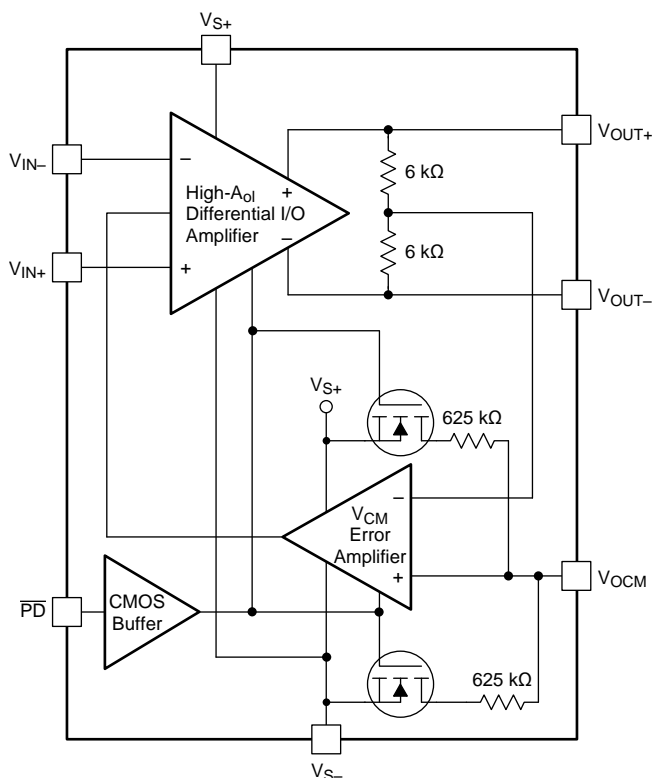 VS+
VIN–
VOUT+
–
6 kΩ
High-Aol
Differential I/O
Amplifier
+
–
VIN+
+
6 kΩ
VOUT–
VS+
625 kΩ
–
VCM
Error
Amplifier
+
VOCM
PD
CMOS
Buffer
625 kΩ
VS–